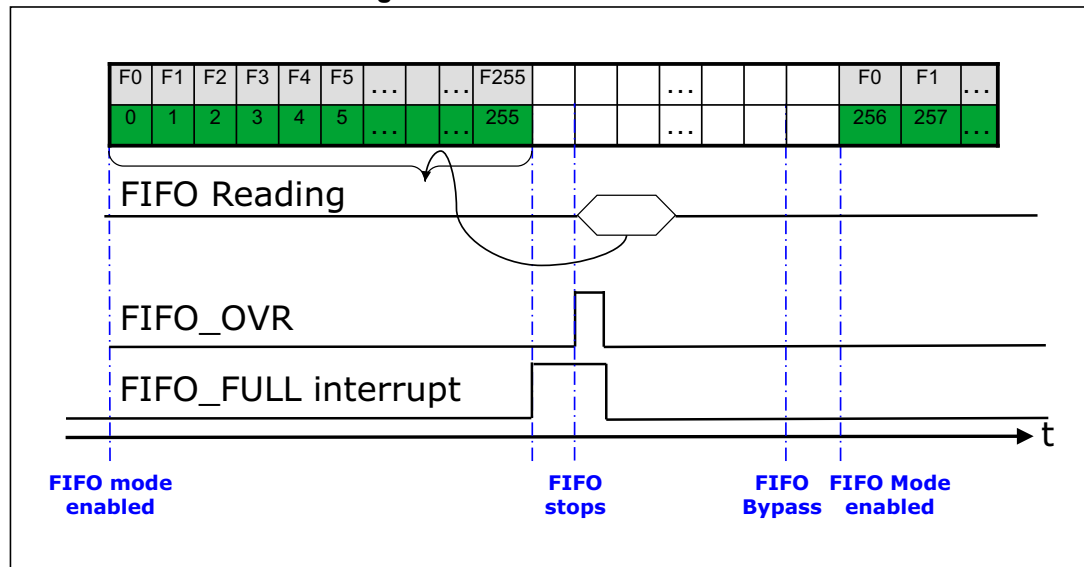 F0 F1 F2 F3 F4 F5 ... ... F255 ... F0 F1 ...
0 1 2 3 4 5 ... ... 255 ... 256 257 ...
FIFO Reading
FIFO_OVR
FIFO_FULL interrupt
t
FIFO mode enabled
FIFO stops
FIFO Bypass
FIFO Mode enabled